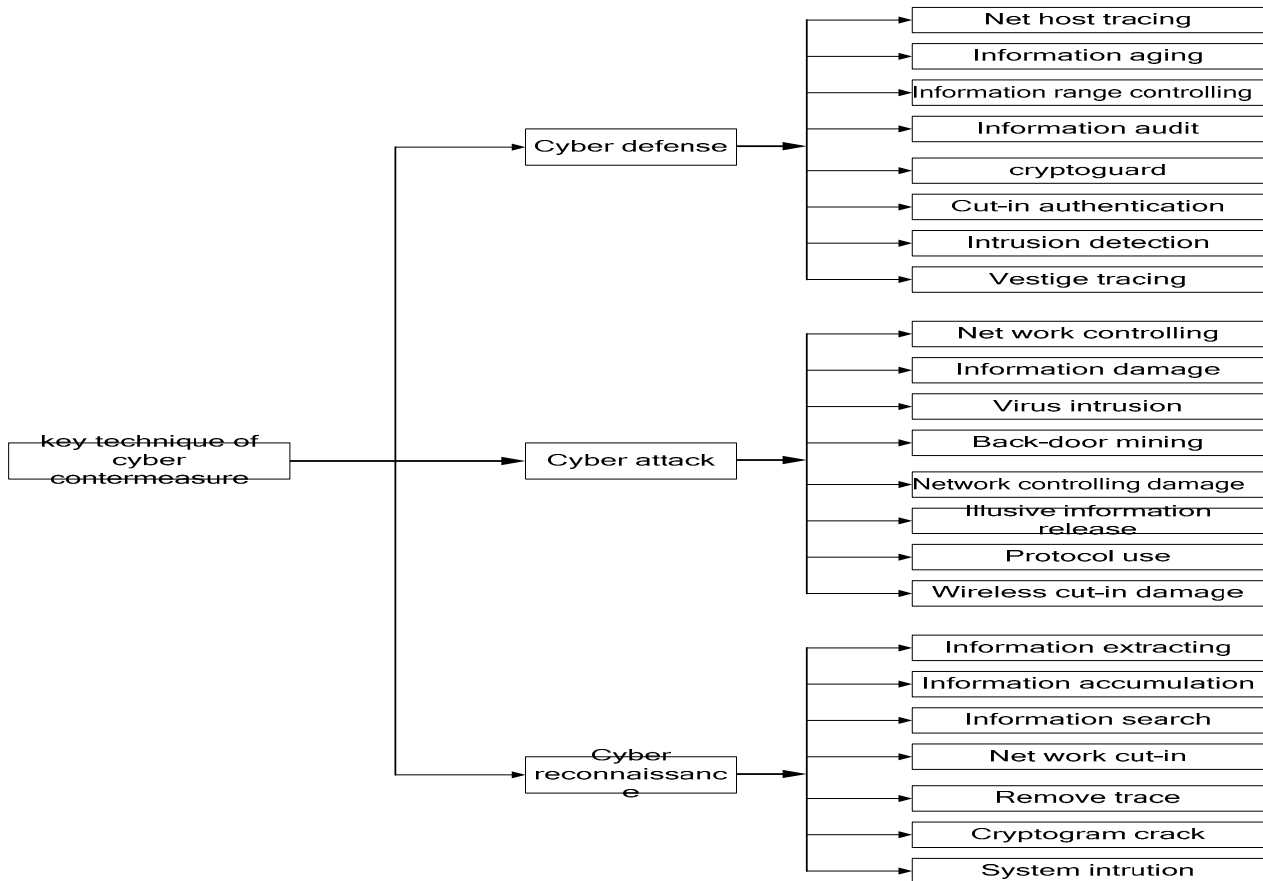 Net host tracing
Information aging
Information range controlling
Information audit
cryptoguard
Cut-in authentication
Intrusion detection
Vestige tracing
Cyber defense
Net work controlling
Information damage
Virus intrusion
Back-door mining
Network controlling damage
Illusive information
release
Protocol use
Wireless cut-in damage
key technique of
cyber
contermeasure
Cyber attack
Information extracting
Information accumulation
Information search
Net work cut-in
Remove trace
Cryptogram crack
System intrution
Cyber
reconnaissanc
e